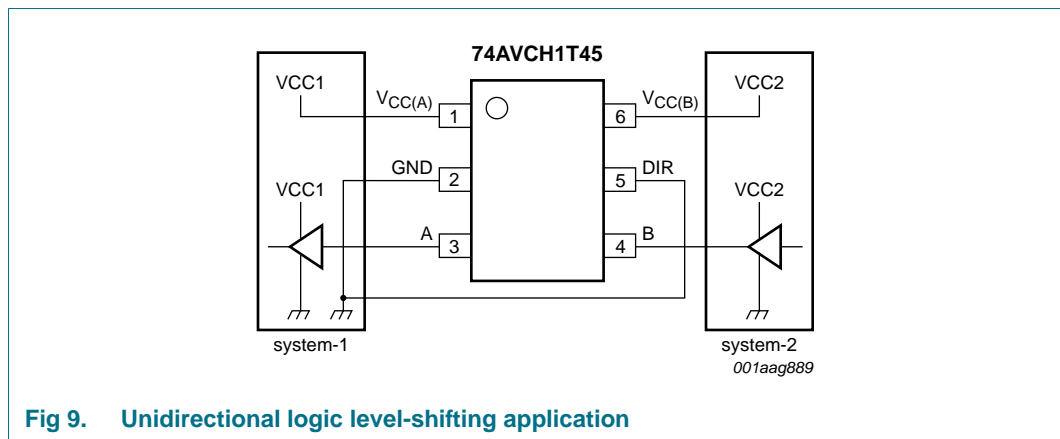 74AVCH1T45
VCC1
VCC(A)
1
6
VCC(B)
VCC2
GND
2
5
DIR
VCC1
VCC2
A
3
4
B
system-1
system-2
001aag889
Fig 9. Unidirectional logic level-shifting application